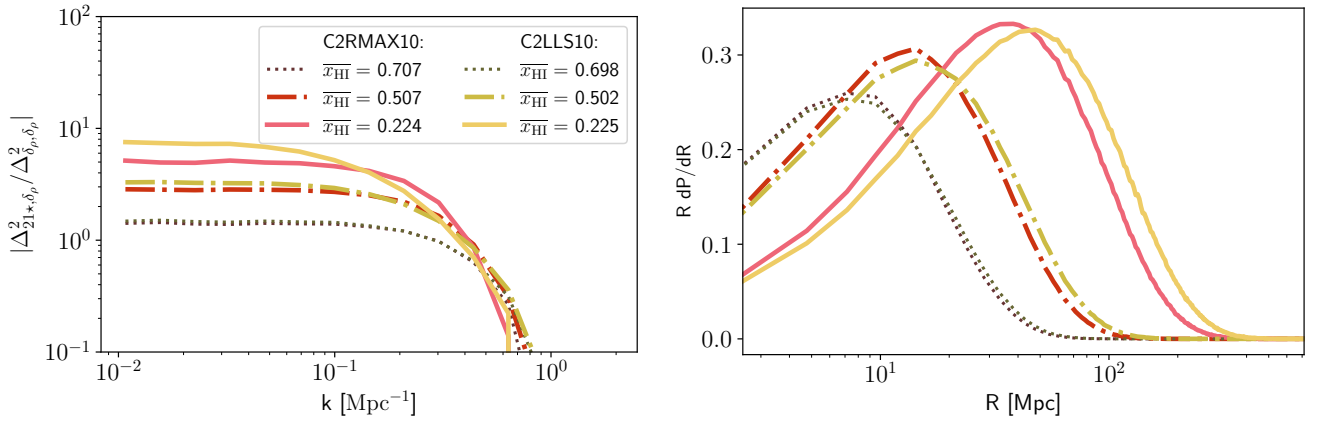 10²
10¹
10⁰
10⁻¹
|Δ²₂₁⋆,δρ/Δ²δρ,δρ|
C2RMAX10: C2LLS10:
x̅HI = 0.707 x̅HI = 0.698
x̅HI = 0.507 x̅HI = 0.502
x̅HI = 0.224 x̅HI = 0.225
10⁻² 10⁻¹ 10⁰
k [Mpc⁻¹]
0.3
0.2
0.1
0.0
R dP/dR
10¹ 10²
R [Mpc]